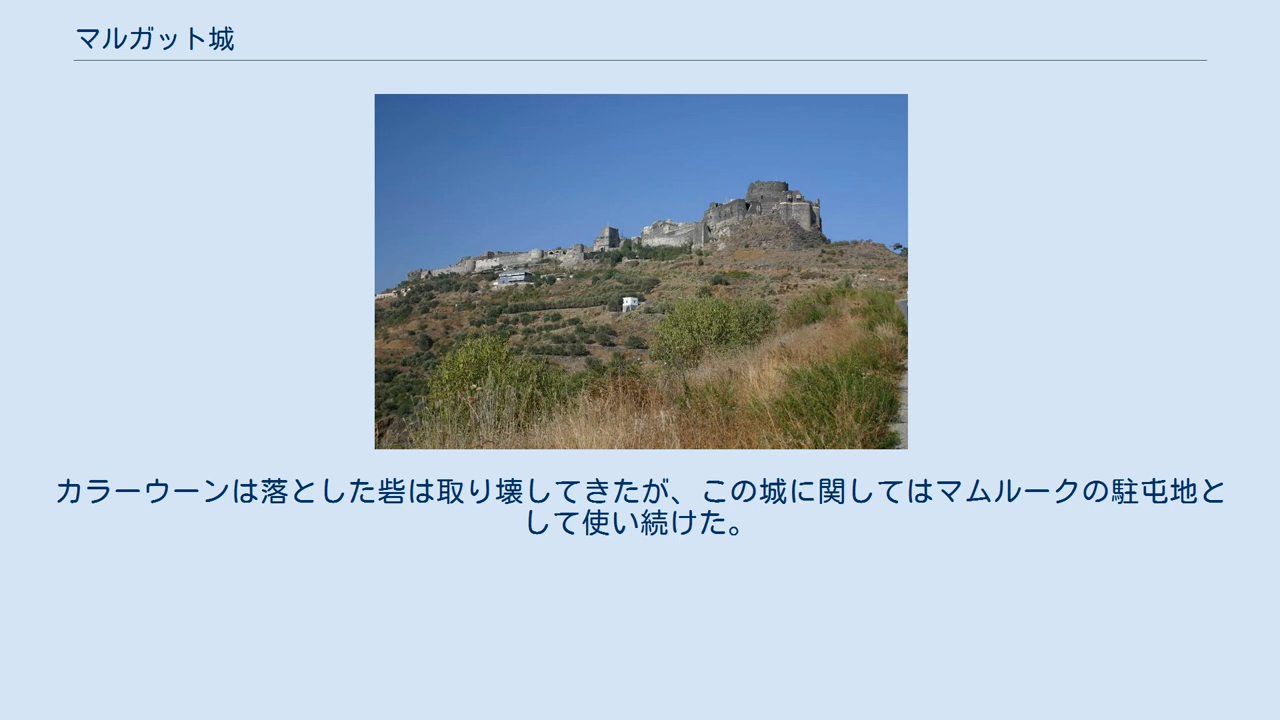 マルガット城
カラーウーンは落とした砦は取り壊してきたが、この城に関してはマムルークの駐屯地と
して使い続けた。